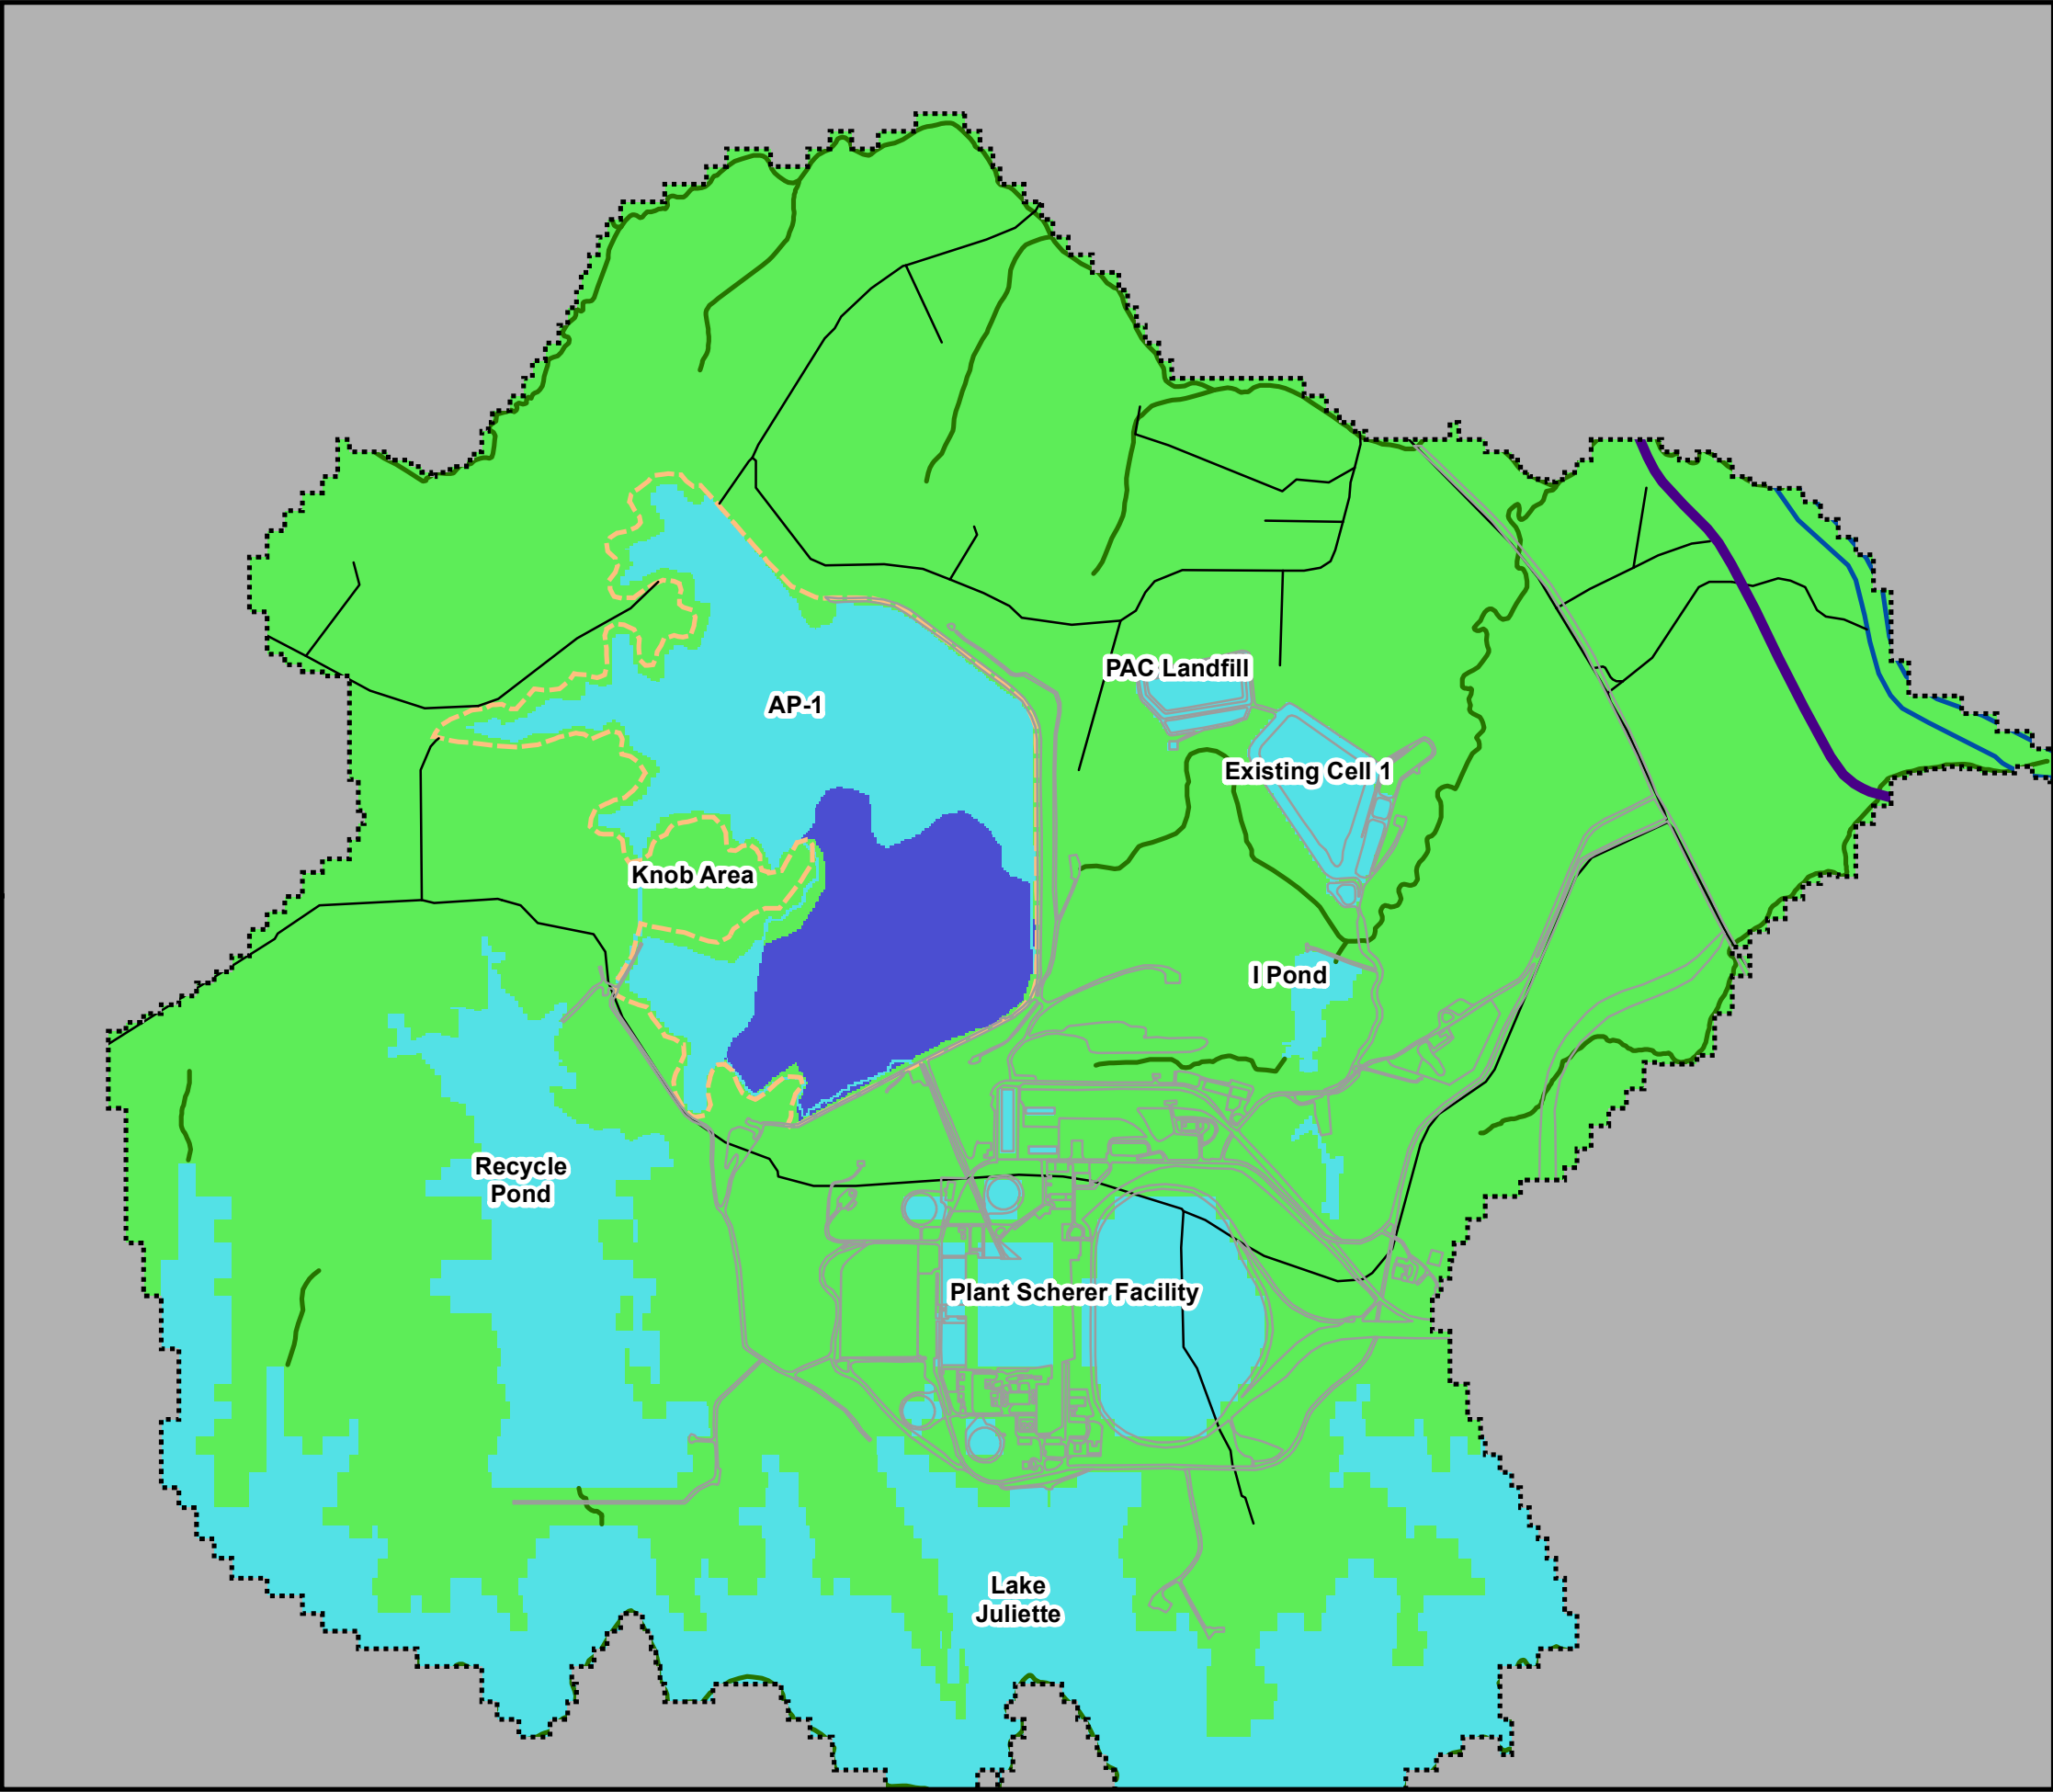 PAC Landfill
AP-1
Existing Cell 1
Knob Area
I Pond
Recycle
Pond
Plant Scherer Facility
Lake
Juliette